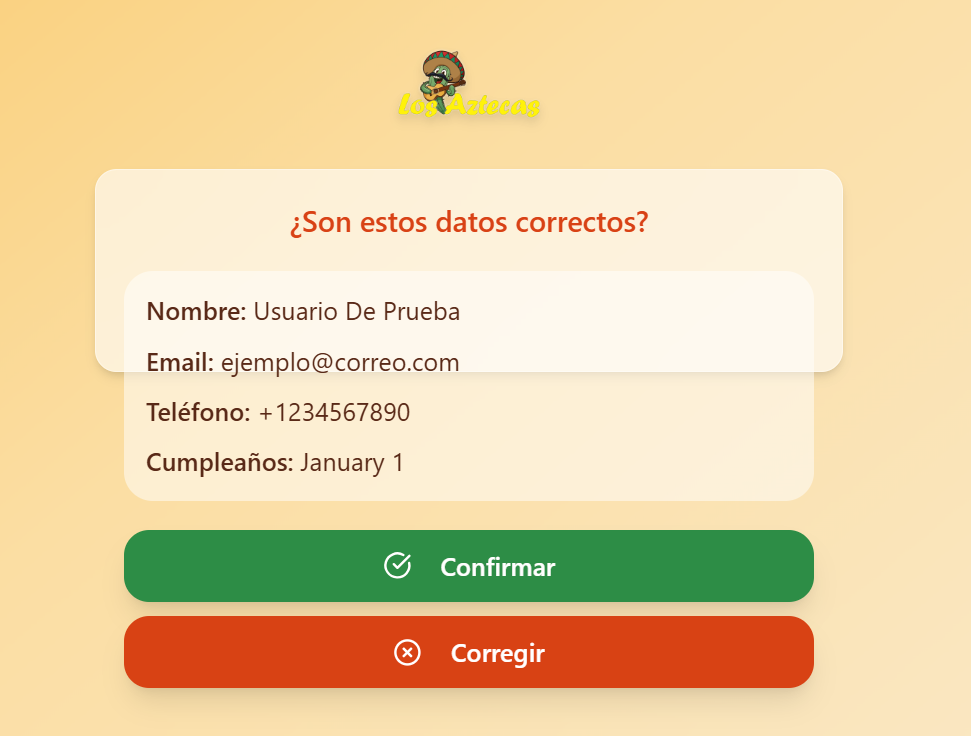 Los Aztecas
¿Son estos datos correctos?
Nombre: Usuario De Prueba
Email: ejemplo@correo.com
Teléfono: +1234567890
Cumpleaños: January 1
Confirmar
Corregir